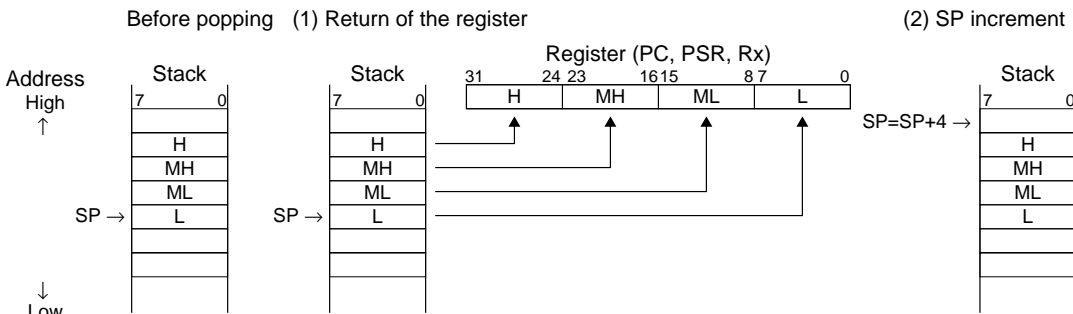 Before popping (1) Return of the register (2) SP increment
Register (PC, PSR, Rx)
Address Stack Stack Stack
31 24 23 16 15 8 7 0
High 7 0 7 0 H MH ML L 7 0
↑ SP=SP+4 →
H H H
MH MH MH
ML ML ML
SP → L SP → L L
↓
Low